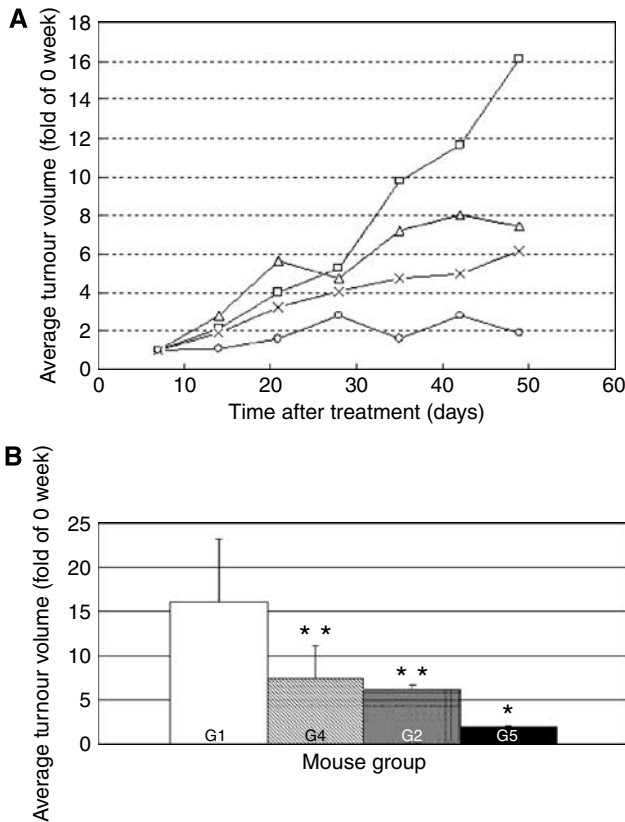 A
Average turnour volume (fold of 0 week)
18
16
14
12
10
8
6
4
2
0
0 10 20 30 40 50 60
Time after treatment (days)
B
Average turnour volume (fold of 0 week)
25
20
15
10
5
0
* *
* *
*
G1 G4 G2 G5
Mouse group